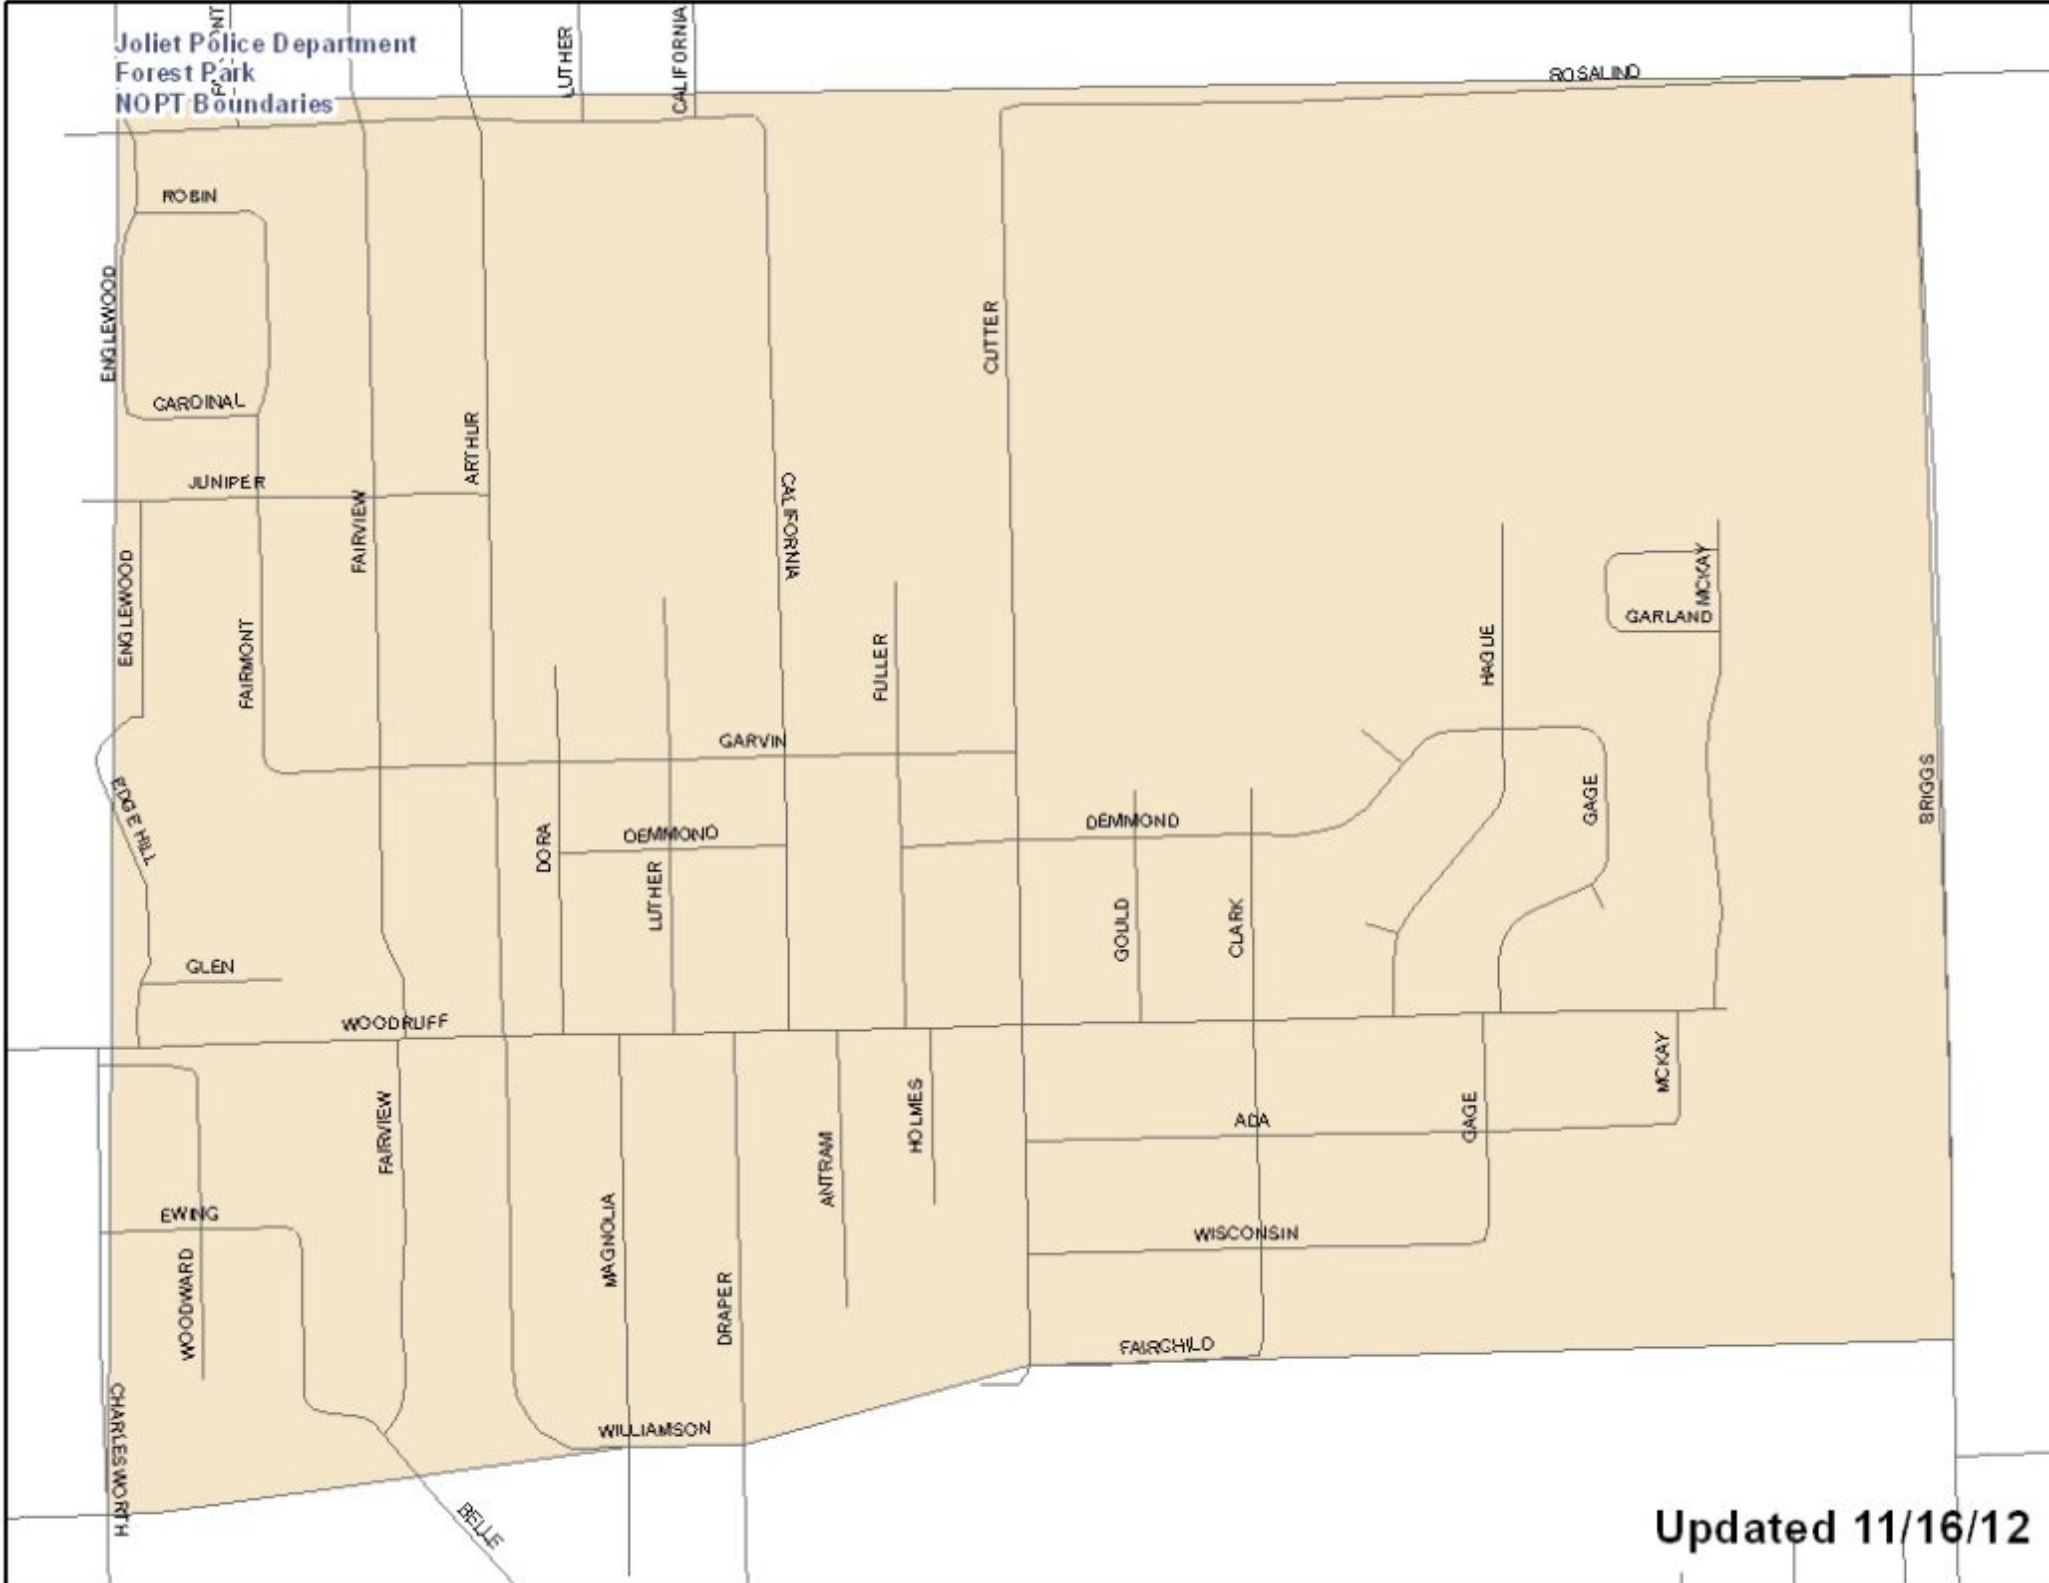 FAIRMONT
LUTHER
CALIFORNIA
Joliet Police Department
Forest Park
NOPT Boundaries
ROSALIND
ROBIN
ENGLEWOOD
CUTTER
CARDINAL
ARTHUR
JUNIPER
FAIRVIEW
CALIFORNIA
ENGLEWOOD
FAIRMONT
FULLER
HAGUE
MCKAY
GARLAND
GARVIN
EDGE HILL
DORA
DEMMOND
LUTHER
DEMMOND
GAGE
BRIGGS
GOULD
CLARK
GLEN
WOODRUFF
FAIRVIEW
HOLMES
ANTRAM
ADA
GAGE
MCKAY
EWING
WOODWARD
MAGNOLIA
DRAPER
WISCONSIN
FAIRCHILD
CHARLESWORTH
WILLIAMSON
BELLE
Updated 11/16/12